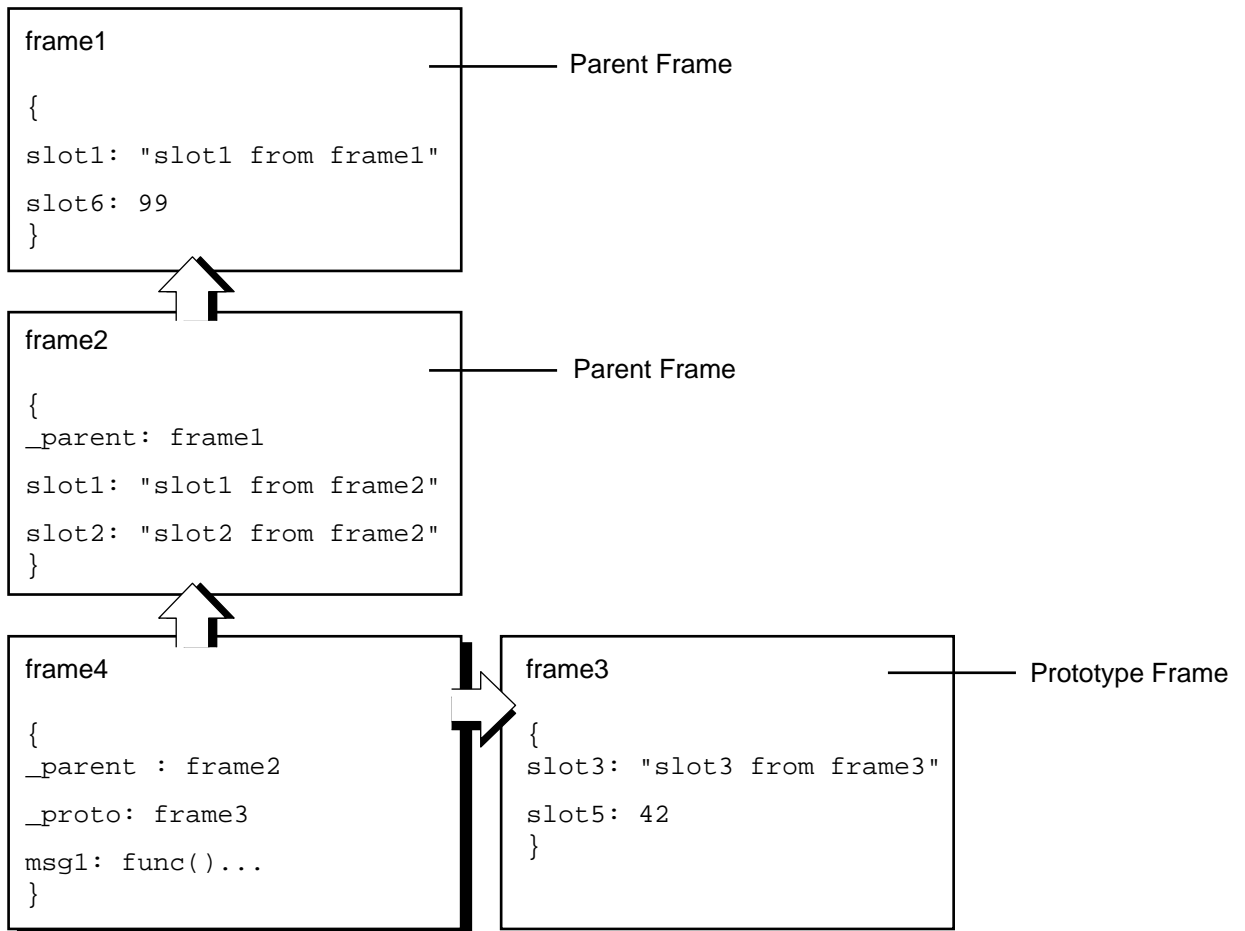 frame1
Parent Frame
{
slot1: "slot1 from frame1"
slot6: 99
}
frame2
Parent Frame
{
_parent: frame1
slot1: "slot1 from frame2"
slot2: "slot2 from frame2"
}
frame4
{
_parent : frame2
_proto: frame3
msg1: func()...
}
frame3
Prototype Frame
{
slot3: "slot3 from frame3"
slot5: 42
}